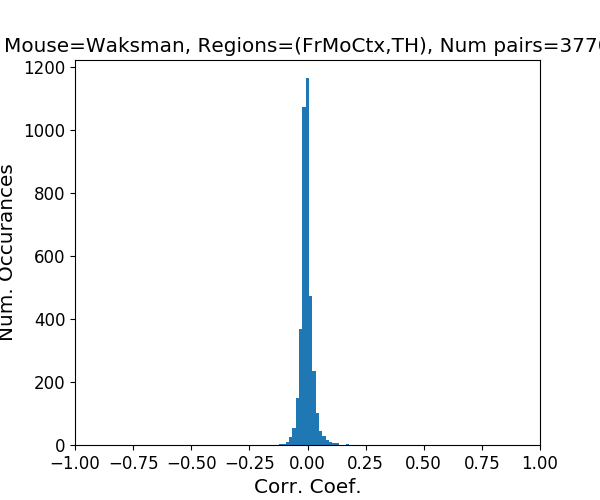 Mouse=Waksman, Regions=(FrMoCtx,TH), Num pairs=377
1200
1000
800
600
400
200
0
Num. Occurances
−1.00 −0.75 −0.50 −0.25 0.00 0.25 0.50 0.75 1.00
Corr. Coef.